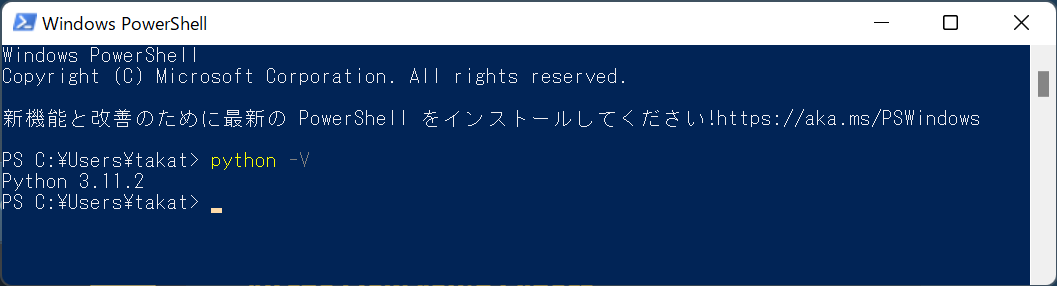 Windows PowerShell
Windows PowerShell
Copyright (C) Microsoft Corporation. All rights reserved.
新機能と改善のために最新の PowerShell をインストールしてください!https://aka.ms/PSWindows
PS C:¥Users¥takat> python -V
Python 3.11.2
PS C:¥Users¥takat>